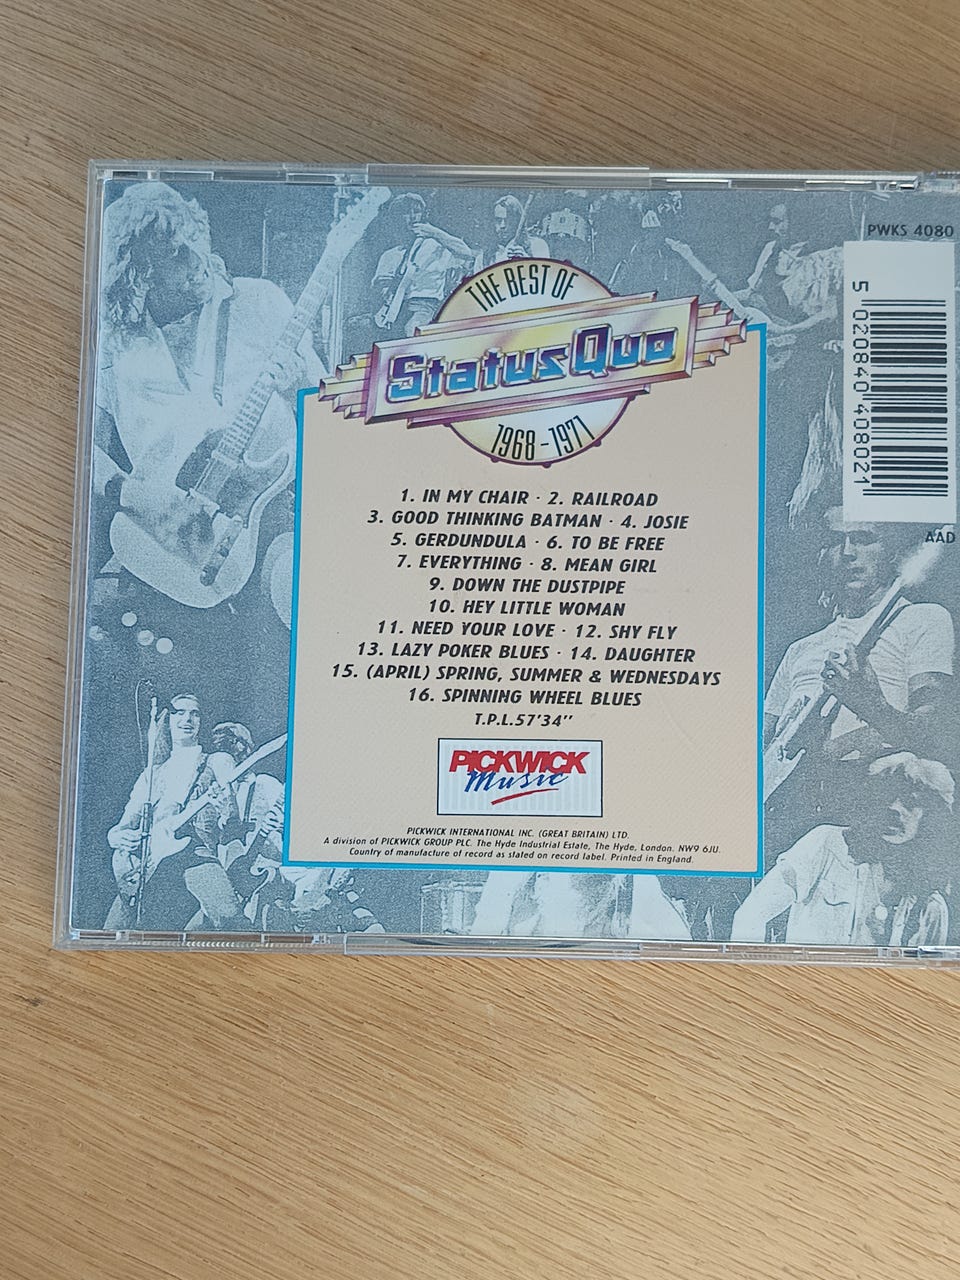 PWKS 4080
THE BEST OF
Status Quo
1968-1971
1. IN MY CHAIR · 2. RAILROAD
3. GOOD THINKING BATMAN · 4. JOSIE
5. GERDUNDULA · 6. TO BE FREE
7. EVERYTHING · 8. MEAN GIRL
9. DOWN THE DUSTPIPE
10. HEY LITTLE WOMAN
11. NEED YOUR LOVE · 12. SHY FLY
13. LAZY POKER BLUES · 14. DAUGHTER
15. (APRIL) SPRING, SUMMER & WEDNESDAYS
16. SPINNING WHEEL BLUES
T.P.L.57'34''
PICKWICK
Music
PICKWICK INTERNATIONAL INC. (GREAT BRITAIN) LTD.
A division of PICKWICK GROUP PLC. The Hyde Industrial Estate, The Hyde, London. NW9 6JU.
Country of manufacture of record as stated on record label. Printed in England.
5 020840 408021
AAD